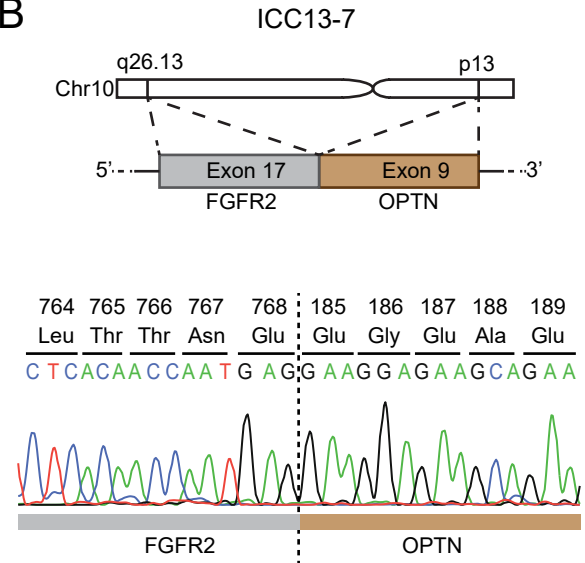 B
ICC13-7
q26.13 p13
Chr10
5' Exon 17 Exon 9 3'
FGFR2 OPTN
764 765 766 767 768 185 186 187 188 189
Leu Thr Thr Asn Glu Glu Gly Glu Ala Glu
CTCACAACCAATGAGGAAGGAGAAGCAGAA
FGFR2 OPTN